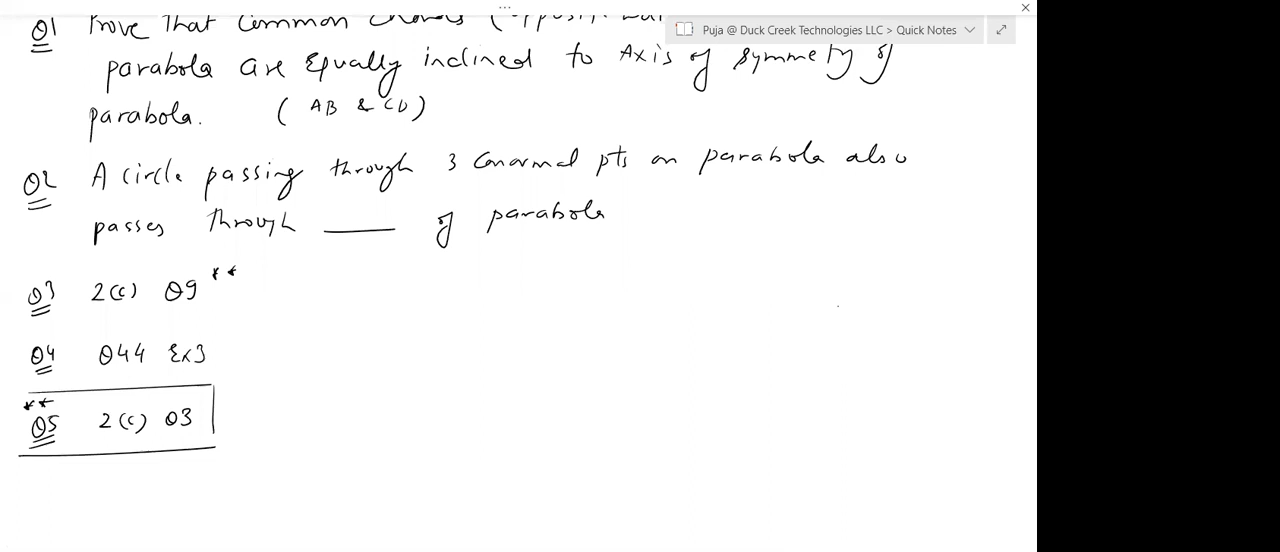 Q1 Prove That Common Chords (
Puja @ Duck Creek Technologies LLC > Quick Notes
parabola are Equally inclined to Axis of symmetry of
parabola. ( AB & CD )
Q2 A circle passing through 3 Conormal pts on parabola also
passes through ____ of parabola
Q3 2(C) Q9 **
Q4 Q44 Ex3
**
Q5 2(C) Q3